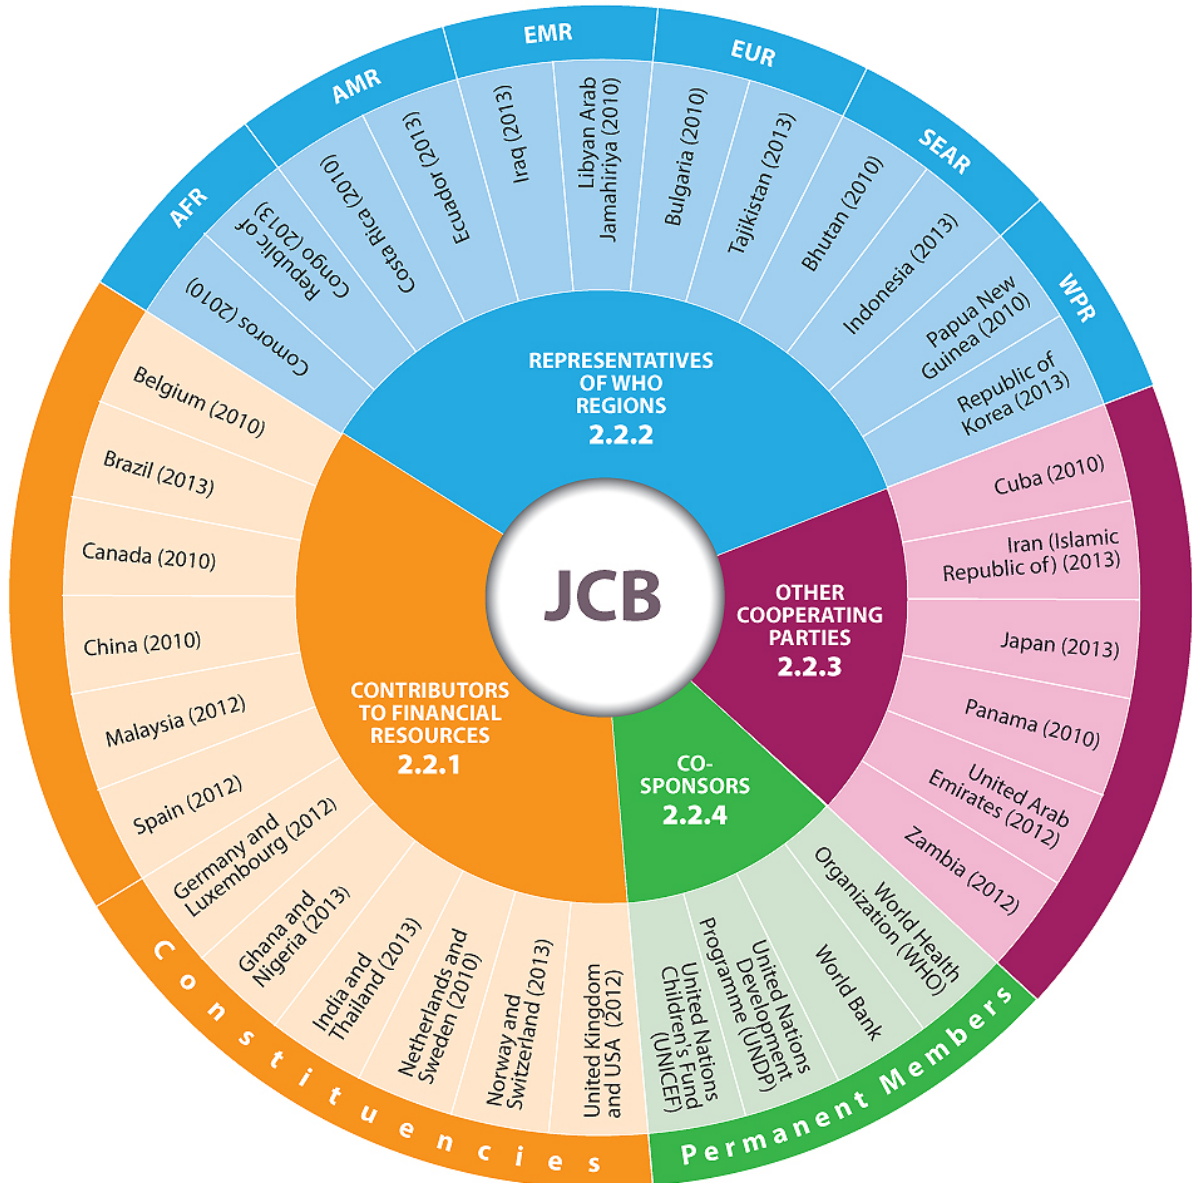 JCB
REPRESENTATIVES
OF WHO
REGIONS
2.2.2
AFR
Comoros (2010)
Republic of
Congo (2013)
AMR
Costa Rica (2010)
Ecuador (2013)
EMR
Iraq (2013)
Libyan Arab
Jamahiriya (2010)
EUR
Bulgaria (2010)
Tajikistan (2013)
SEAR
Bhutan (2010)
Indonesia (2013)
WPR
Papua New
Guinea (2010)
Republic of
Korea (2013)
OTHER
COOPERATING
PARTIES
2.2.3
Cuba (2010)
Iran (Islamic
Republic of) (2013)
Japan (2013)
Panama (2010)
United Arab
Emirates (2012)
Zambia (2012)
CO-
SPONSORS
2.2.4
World Health
Organization (WHO)
World Bank
United Nations
Development
Programme (UNDP)
United Nations
Children's Fund
(UNICEF)
Permanent Members
CONTRIBUTORS
TO FINANCIAL
RESOURCES
2.2.1
Belgium (2010)
Brazil (2013)
Canada (2010)
China (2010)
Malaysia (2012)
Spain (2012)
Germany and
Luxembourg (2012)
Ghana and
Nigeria (2013)
India and
Thailand (2013)
Netherlands and
Sweden (2010)
Norway and
Switzerland (2013)
United Kingdom
and USA (2012)
Constituencies